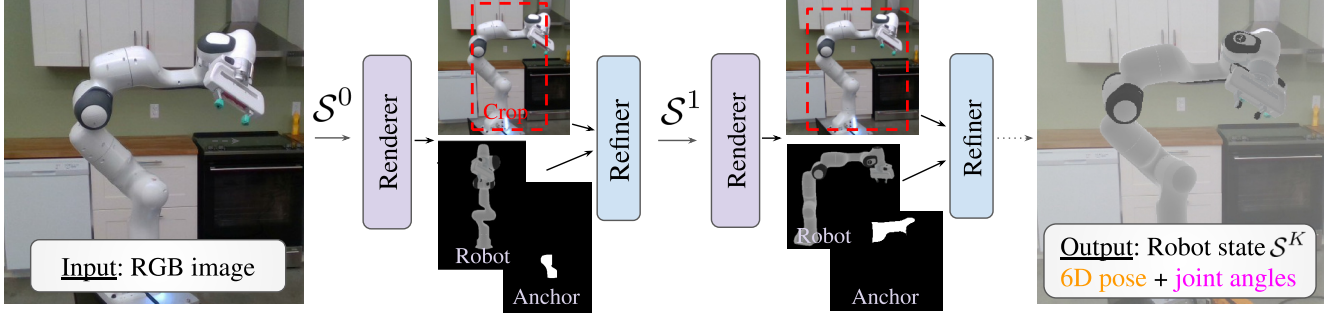 Input: RGB image
𝒮⁰
Renderer
Crop
Robot
Anchor
Refiner
𝒮¹
Renderer
Robot
Anchor
Refiner
Output: Robot state 𝒮ᴷ
6D pose + joint angles